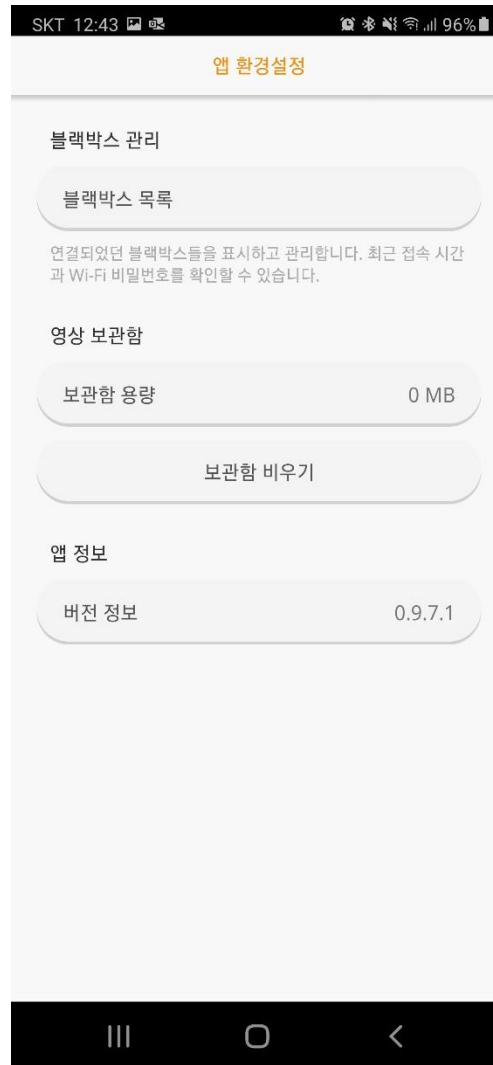 SKT 12:43 96%
앱 환경설정
블랙박스 관리
블랙박스 목록
연결되었던 블랙박스들을 표시하고 관리합니다. 최근 접속 시간
과 Wi-Fi 비밀번호를 확인할 수 있습니다.
영상 보관함
보관함 용량 0 MB
보관함 비우기
앱 정보
버전 정보 0.9.7.1